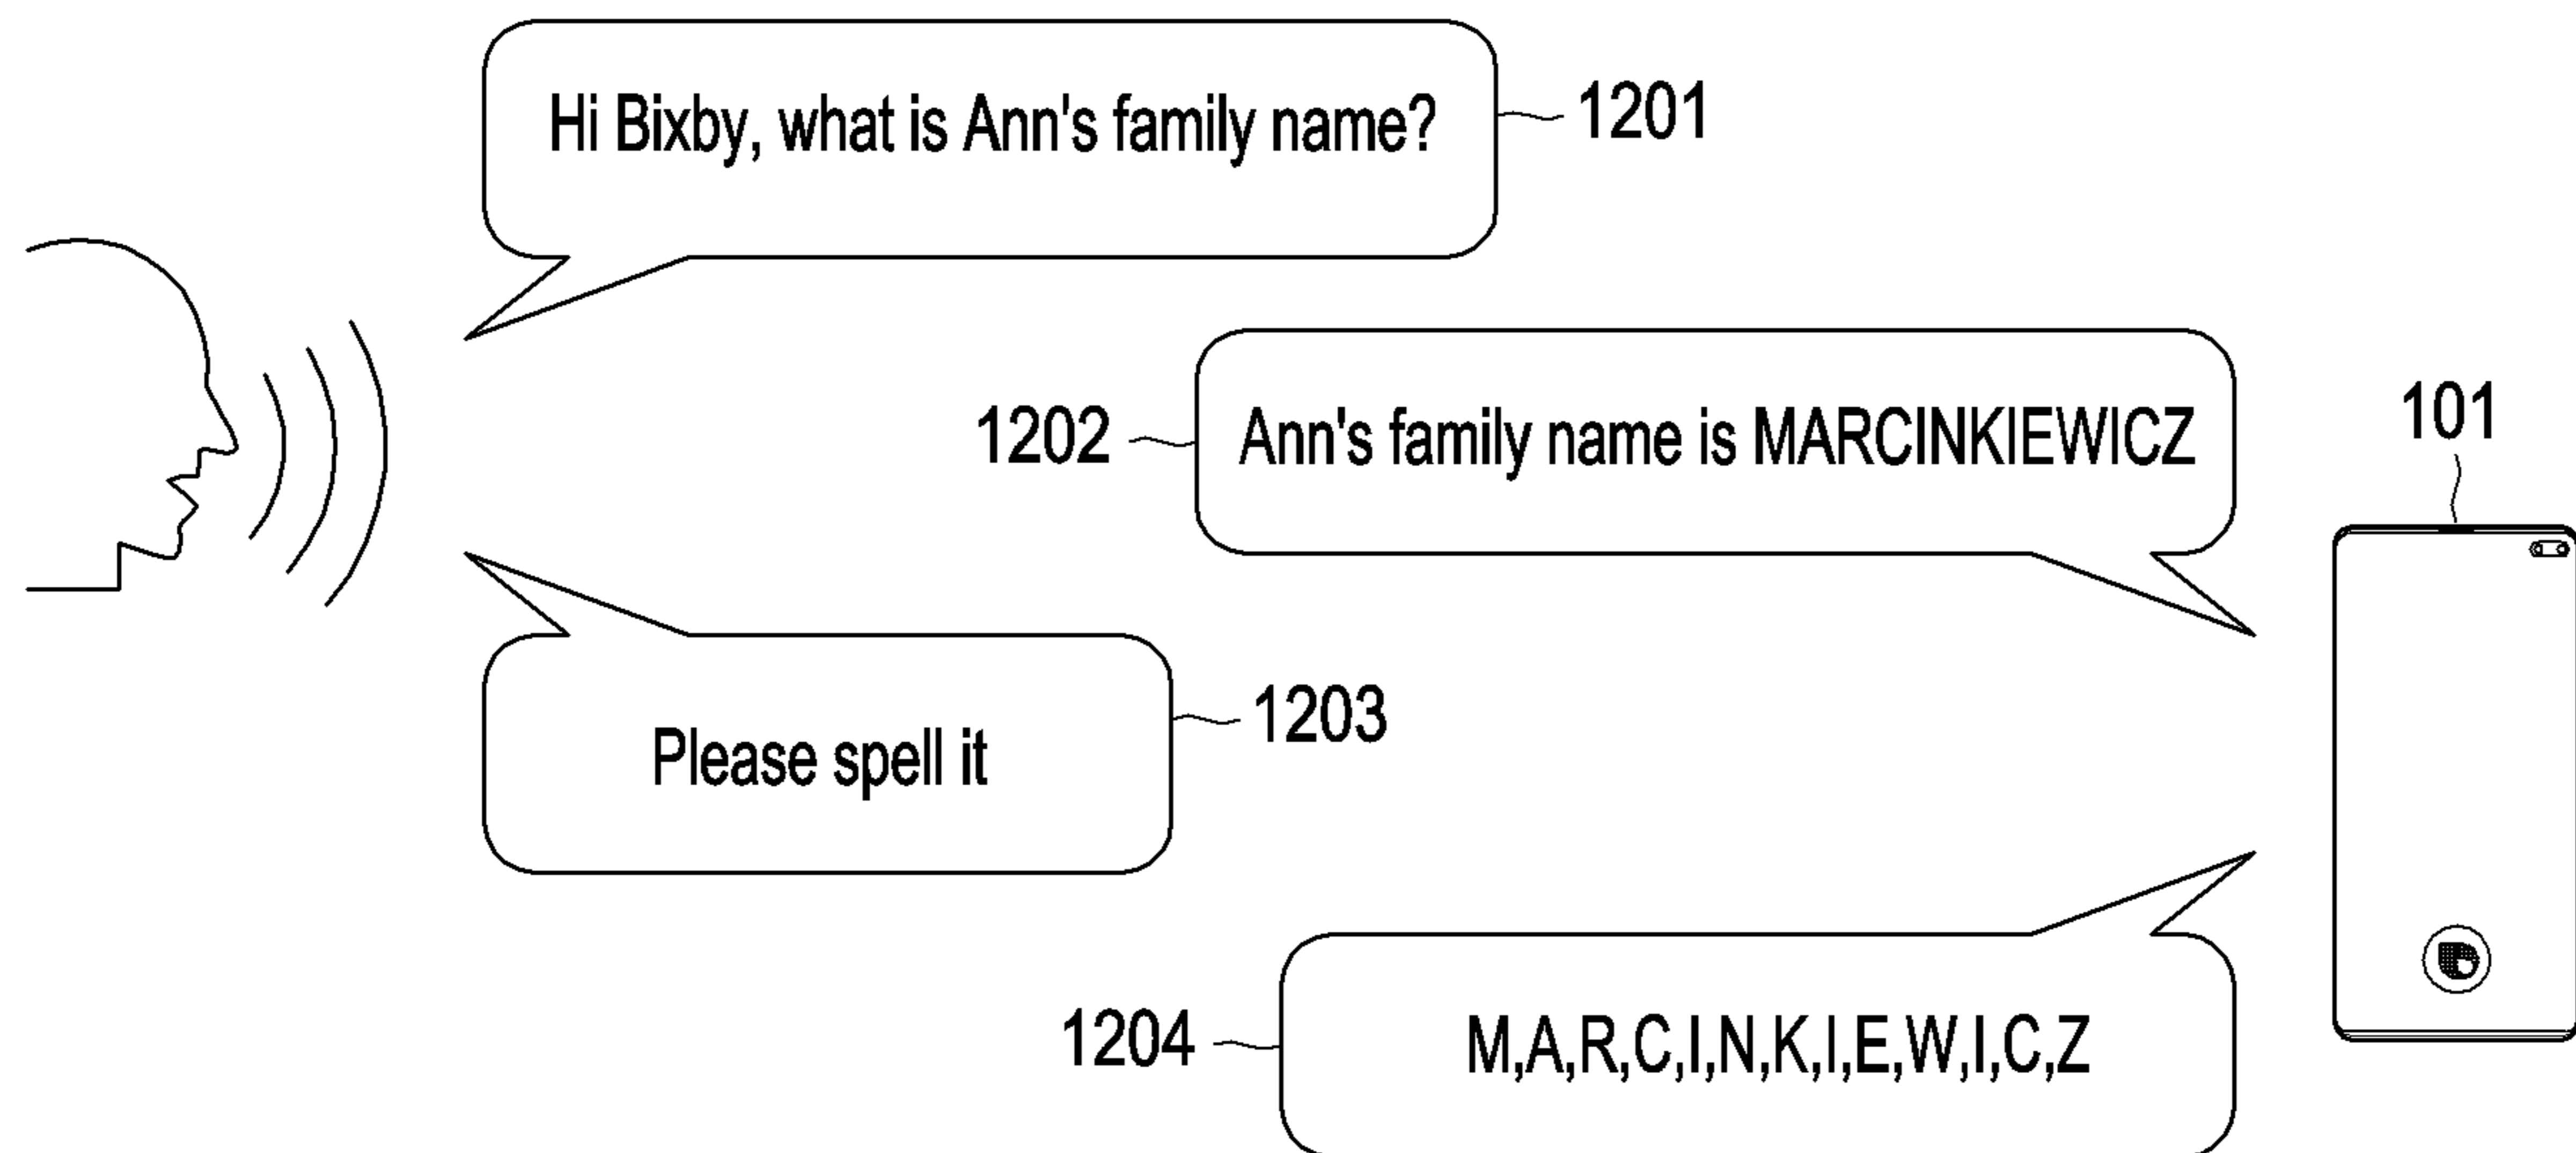 Hi Bixby, what is Ann's family name?
1201
1202
Ann's family name is MARCINKIEWICZ
101
Please spell it
1203
1204
M,A,R,C,I,N,K,I,E,W,I,C,Z